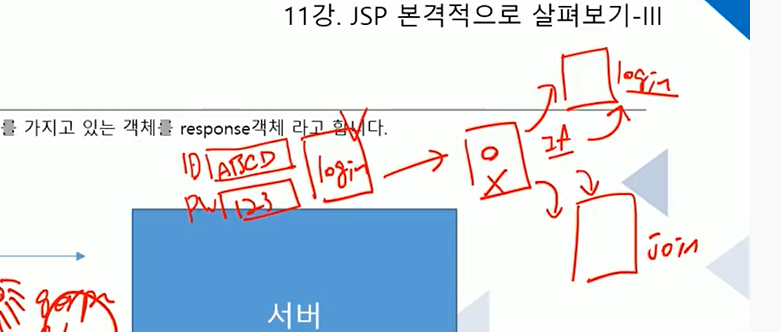 11강. JSP 본격적으로 살펴보기-III
를 가지고 있는 객체를 response객체 라고 합니다.
login
ID ABCD login O if
PW 123 X
join
서버